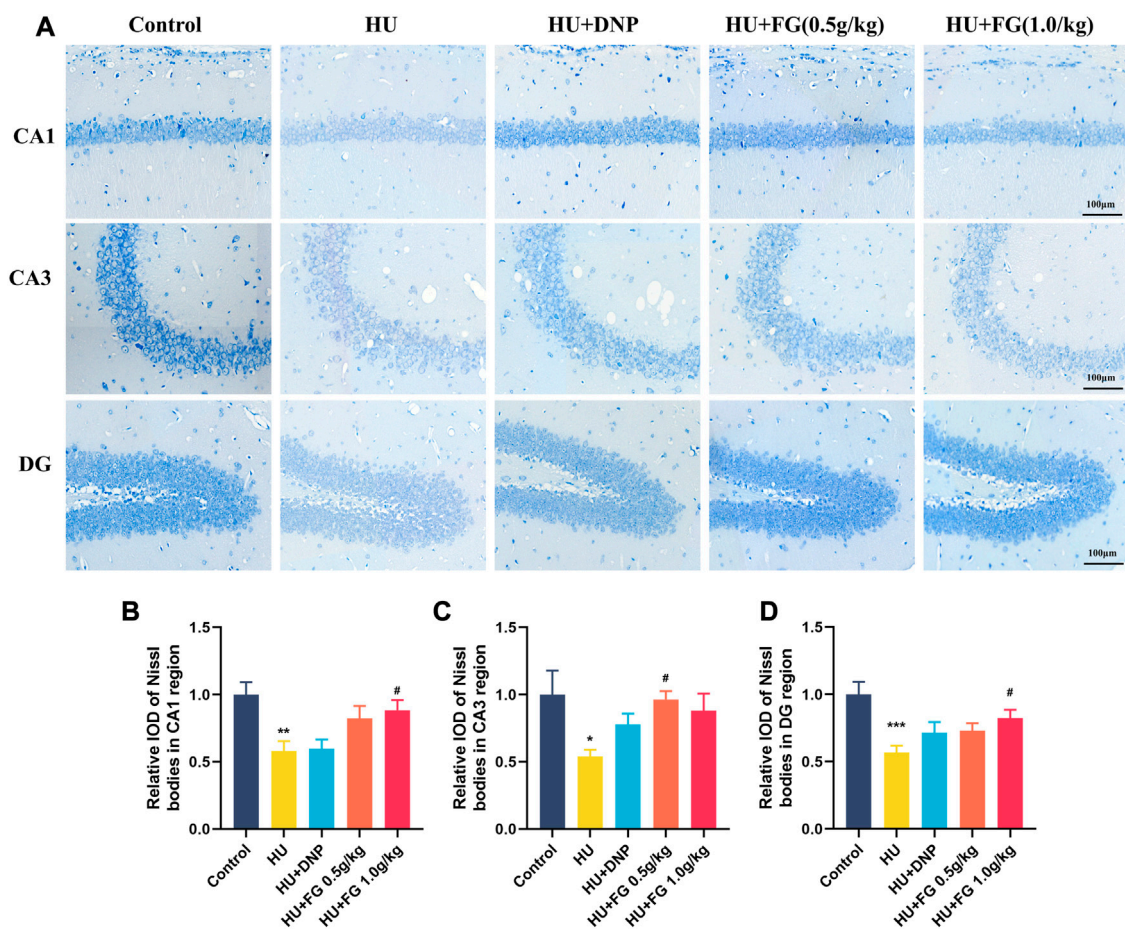 A
Control
HU
HU+DNP
HU+FG(0.5g/kg)
HU+FG(1.0/kg)
CA1
100μm
CA3
100μm
DG
100μm
B
Relative IOD of Nissl
bodies in CA1 region
1.5
1.0
0.5
0.0
**
#
Control
HU
HU+DNP
HU+FG 0.5g/kg
HU+FG 1.0g/kg
C
Relative IOD of Nissl
bodies in CA3 region
1.5
1.0
0.5
0.0
*
#
Control
HU
HU+DNP
HU+FG 0.5g/kg
HU+FG 1.0g/kg
D
Relative IOD of Nissl
bodies in DG region
1.5
1.0
0.5
0.0
***
#
Control
HU
HU+DNP
HU+FG 0.5g/kg
HU+FG 1.0g/kg